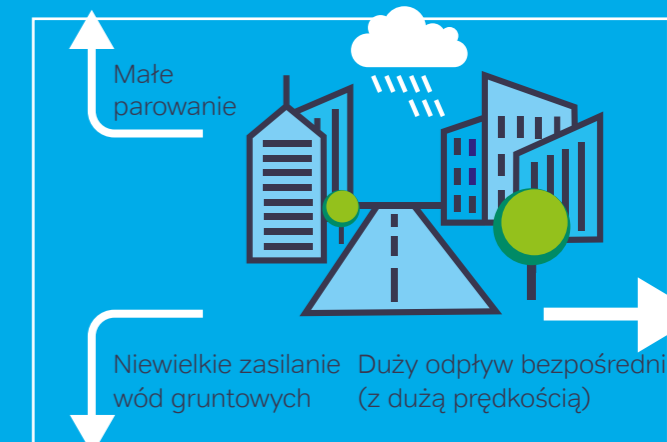 Małe
parowanie
Niewielkie zasilanie
wód gruntowych
Duży odpływ bezpośredni
(z dużą prędkością)